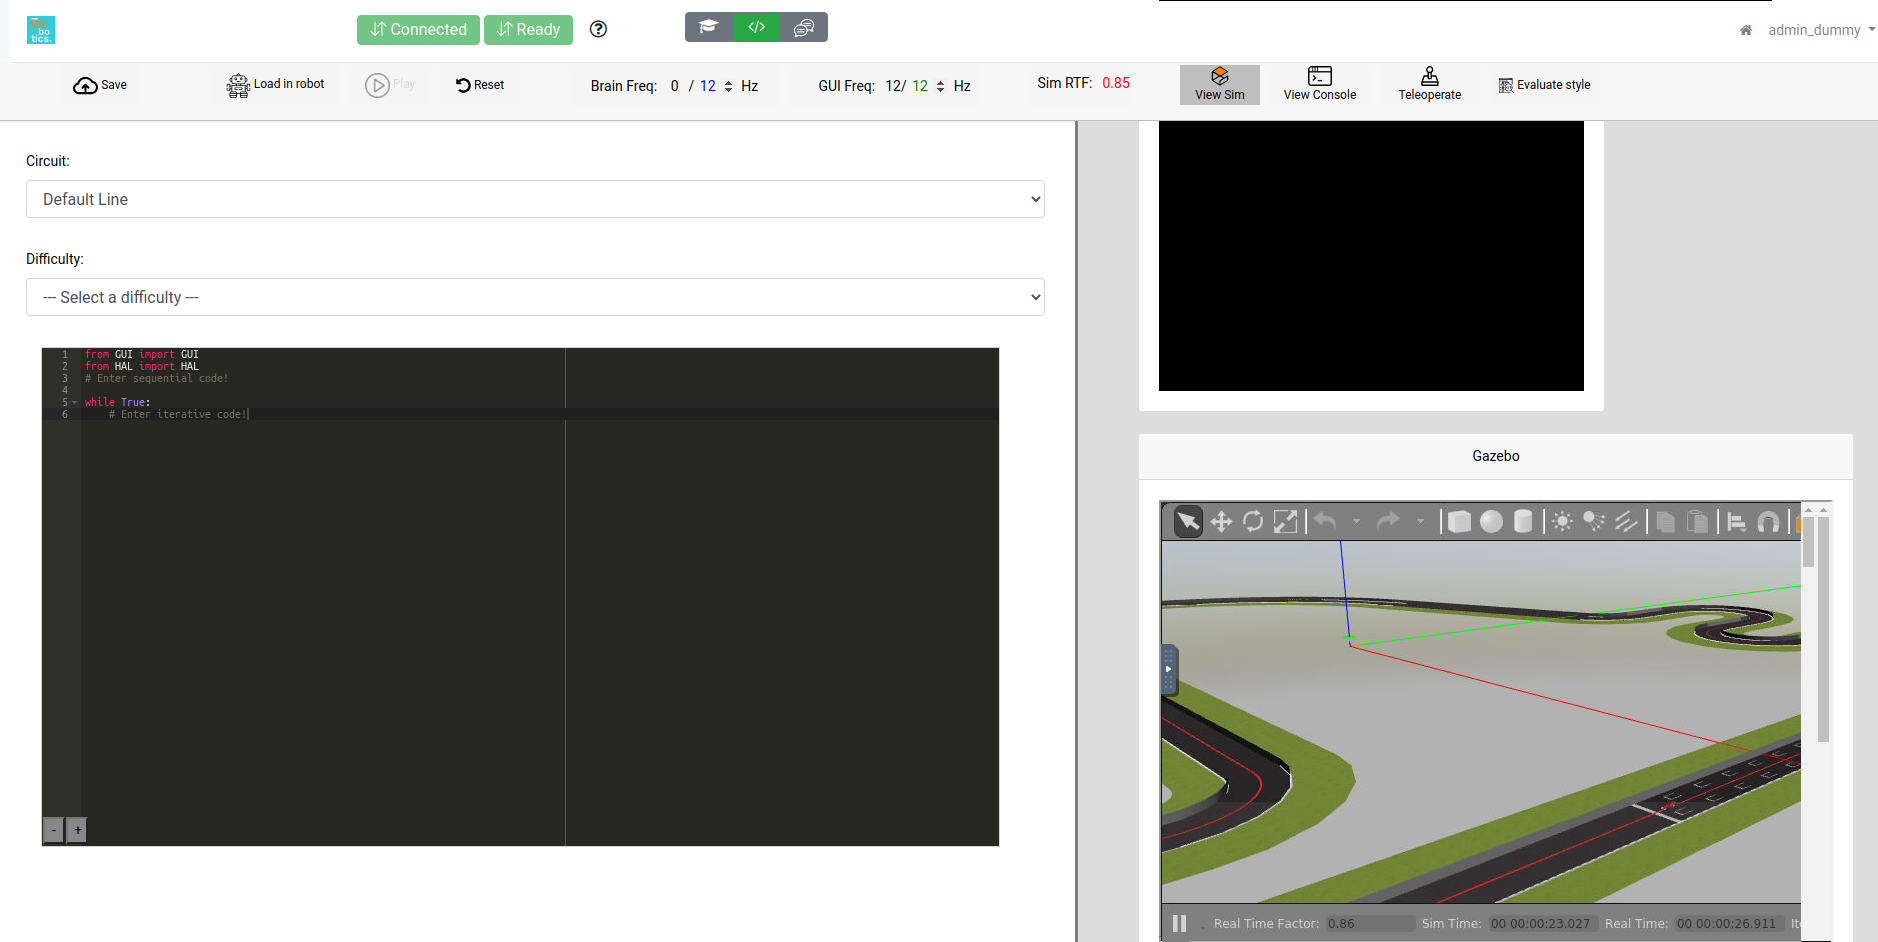 Un
.bo
tics.
Connected
Ready
admin_dummy
Save
Load in robot
Play
Reset
Brain Freq: 0 / 12 Hz
GUI Freq: 12/ 12 Hz
Sim RTF: 0.85
View Sim
View Console
Teleoperate
Evaluate style
Circuit:
Default Line
Difficulty:
--- Select a difficulty ---
1 from GUI import GUI
2 from HAL import HAL
3 # Enter sequential code!
4
5 while True:
6 # Enter iterative code!
- +
Gazebo
Real Time Factor: 0.86 Sim Time: 00 00:00:23.027 Real Time: 00 00:00:26.911 Ite